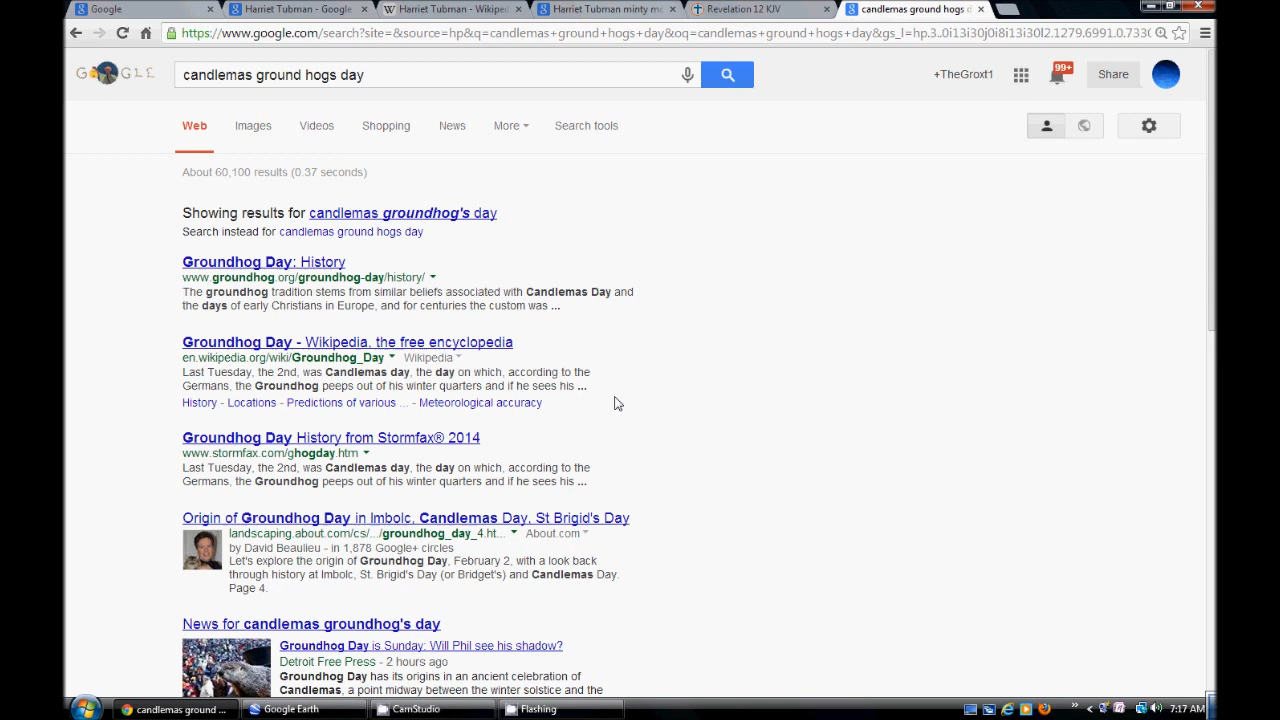 Google
Harriet Tubman - Google
Harriet Tubman - Wikiped
Harriet Tubman minty mo
Revelation 12 KJV
candlemas ground hogs d
https://www.google.com/search?site=&source=hp&q=candlemas+ground+hogs+day&oq=candlemas+ground+hogs+day&gs_l=hp.3.0i13i30j0i8i13i30l2.1279.6991.0.7330
GOOGLE
candlemas ground hogs day
+TheGroxt1
99+
Share
Web
Images
Videos
Shopping
News
More
Search tools
About 60,100 results (0.37 seconds)
Showing results for candlemas groundhog's day
Search instead for candlemas ground hogs day
Groundhog Day: History
www.groundhog.org/groundhog-day/history/
The groundhog tradition stems from similar beliefs associated with Candlemas Day and
the days of early Christians in Europe, and for centuries the custom was ...
Groundhog Day - Wikipedia, the free encyclopedia
en.wikipedia.org/wiki/Groundhog_Day Wikipedia
Last Tuesday, the 2nd, was Candlemas day, the day on which, according to the
Germans, the Groundhog peeps out of his winter quarters and if he sees his ...
History - Locations - Predictions of various ... - Meteorological accuracy
Groundhog Day History from Stormfax® 2014
www.stormfax.com/ghogday.htm
Last Tuesday, the 2nd, was Candlemas day, the day on which, according to the
Germans, the Groundhog peeps out of his winter quarters and if he sees his ...
Origin of Groundhog Day in Imbolc, Candlemas Day, St Brigid's Day
landscaping.about.com/cs/.../groundhog_day_4.ht... About.com
by David Beaulieu - in 1,878 Google+ circles
Let's explore the origin of Groundhog Day, February 2, with a look back
through history at Imbolc, St. Brigid's Day (or Bridget's) and Candlemas Day.
Page 4.
News for candlemas groundhog's day
Groundhog Day is Sunday: Will Phil see his shadow?
Detroit Free Press - 2 hours ago
Groundhog Day has its origins in an ancient celebration of
Candlemas, a point midway between the winter solstice and the
candlemas ground ...
Google Earth
CamStudio
Flashing
7:17 AM